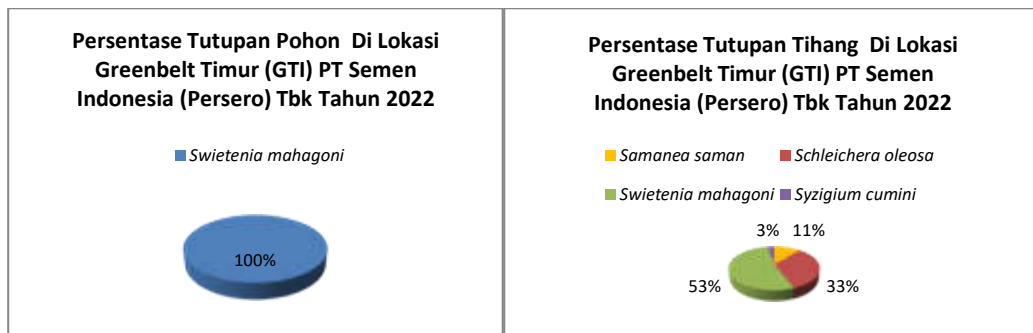 Persentase Tutupan Pohon Di Lokasi
Greenbelt Timur (GTI) PT Semen
Indonesia (Persero) Tbk Tahun 2022
Swietenia mahagoni
100%
Persentase Tutupan Tihang Di Lokasi
Greenbelt Timur (GTI) PT Semen
Indonesia (Persero) Tbk Tahun 2022
Samanea saman Schleichera oleosa
Swietenia mahagoni Syzigium cumini
3% 11%
53% 33%